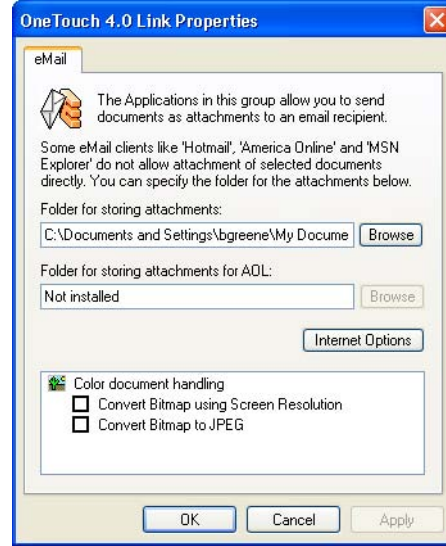 OneTouch 4.0 Link Properties
eMail
The Applications in this group allow you to send
documents as attachments to an email recipient.
Some eMail clients like 'Hotmail', 'America Online' and 'MSN
Explorer' do not allow attachment of selected documents
directly. You can specify the folder for the attachments below.
Folder for storing attachments:
C:\Documents and Settings\bgreene\My Docume Browse
Folder for storing attachments for AOL:
Not installed Browse
Internet Options
Color document handling
Convert Bitmap using Screen Resolution
Convert Bitmap to JPEG
OK Cancel Apply